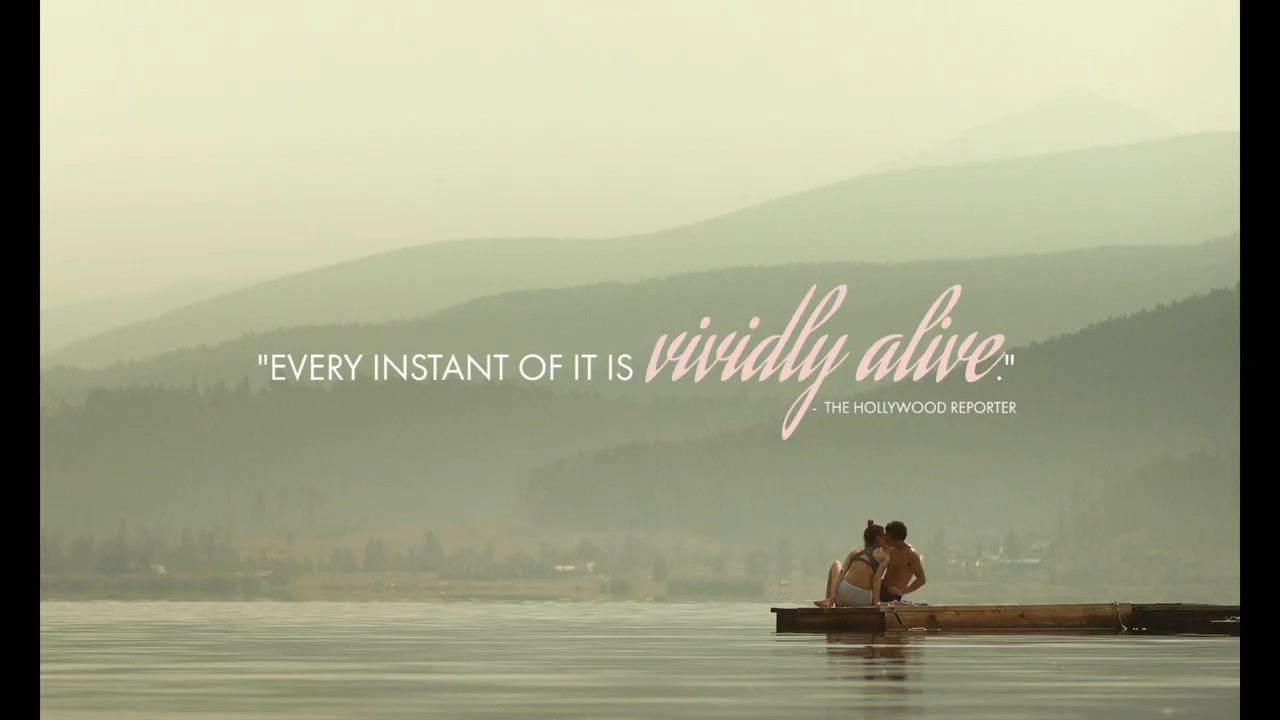 "EVERY INSTANT OF IT IS vividly alive."
- THE HOLLYWOOD REPORTER